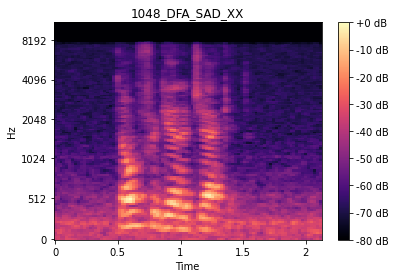 1048_DFA_SAD_XX
Hz
8192
4096
2048
1024
512
0
0
0.5
1
1.5
2
Time
+0 dB
-10 dB
-20 dB
-30 dB
-40 dB
-50 dB
-60 dB
-70 dB
-80 dB